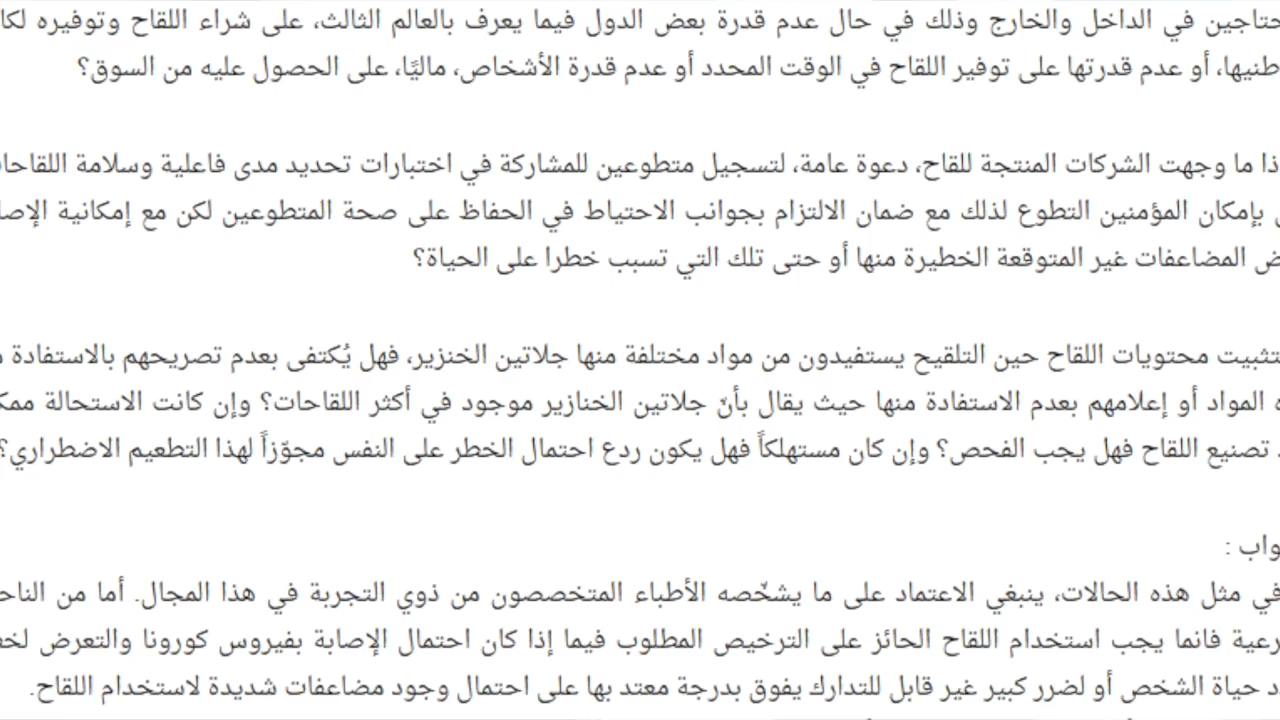 حتاجين في الداخل والخارج وذلك في حال عدم قدرة بعض الدول فيما يعرف بالعالم الثالث، على شراء اللقاح وتوفيره لكا
طنيها، أو عدم قدرتها على توفير اللقاح في الوقت المحدد أو عدم قدرة الأشخاص، ماليًا، على الحصول عليه من السوق؟
ذا ما وجهت الشركات المنتجة للقاح، دعوة عامة، لتسجيل متطوعين للمشاركة في اختبارات تحديد مدى فاعلية وسلامة اللقاحا
بإمكان المؤمنين التطوع لذلك مع ضمان الالتزام بجوانب الاحتياط في الحفاظ على صحة المتطوعين لكن مع إمكانية الإصا
ض المضاعفات غير المتوقعة الخطيرة منها أو حتى تلك التي تسبب خطرا على الحياة؟
تثبيت محتويات اللقاح حين التلقيح يستفيدون من مواد مختلفة منها جلاتين الخنزير، فهل يُكتفى بعدم تصريحهم بالاستفادة
المواد أو إعلامهم بعدم الاستفادة منها حيث يقال بأنّ جلاتين الخنازير موجود في أكثر اللقاحات؟ وإن كانت الاستحالة ممك
د تصنيع اللقاح فهل يجب الفحص؟ وإن كان مستهلكاً فهل يكون ردع احتمال الخطر على النفس مجوّزاً لهذا التطعيم الاضطراري؟
واب :
في مثل هذه الحالات، ينبغي الاعتماد على ما يشخّصه الأطباء المتخصصون من ذوي التجربة في هذا المجال. أما من الناح
رعية فانما يجب استخدام اللقاح الحائز على الترخيص المطلوب فيما إذا كان احتمال الإصابة بفيروس كورونا والتعرض لخ
د حياة الشخص أو لضرر كبير غير قابل للتدارك يفوق بدرجة معتد بها على احتمال وجود مضاعفات شديدة لاستخدام اللقاح.